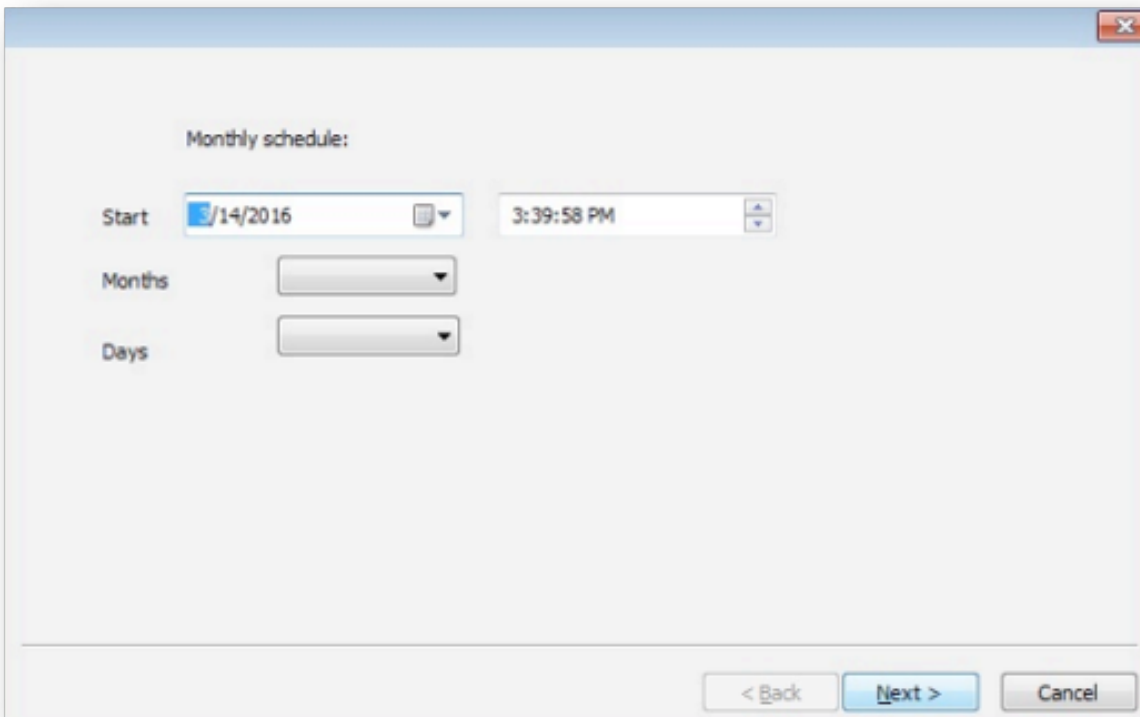 Monthly schedule:
Start 3/14/2016 3:39:58 PM
Months
Days
< Back Next > Cancel